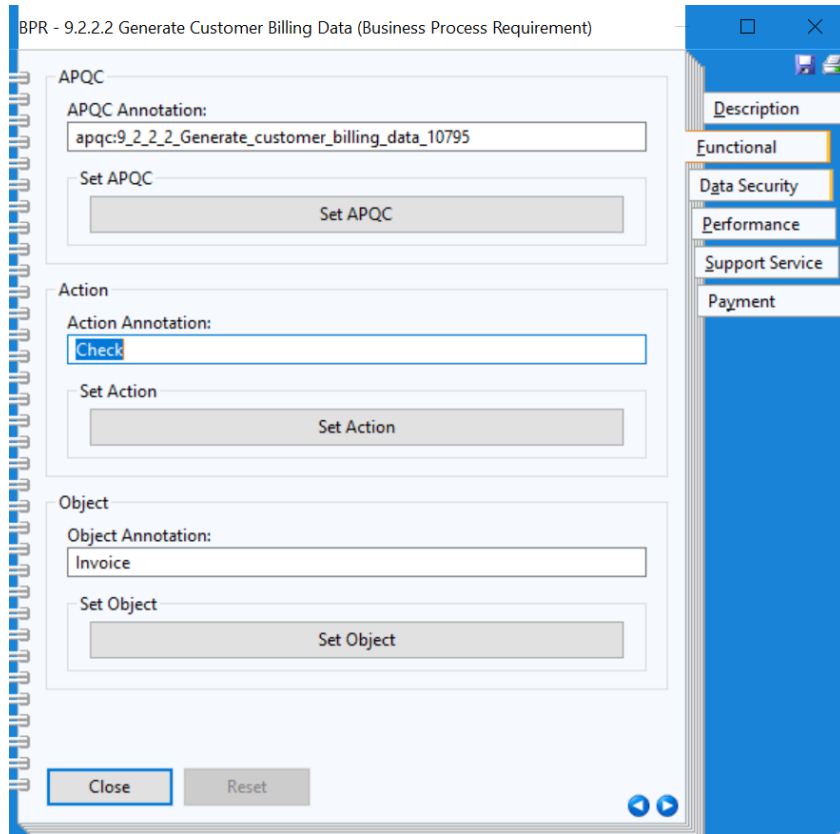 BPR - 9.2.2.2 Generate Customer Billing Data (Business Process Requirement)
APQC
APQC Annotation:
apqc:9_2_2_2_Generate_customer_billing_data_10795
Set APQC
Set APQC
Action
Action Annotation:
Check
Set Action
Set Action
Object
Object Annotation:
Invoice
Set Object
Set Object
Close
Reset
Description
Functional
Data Security
Performance
Support Service
Payment